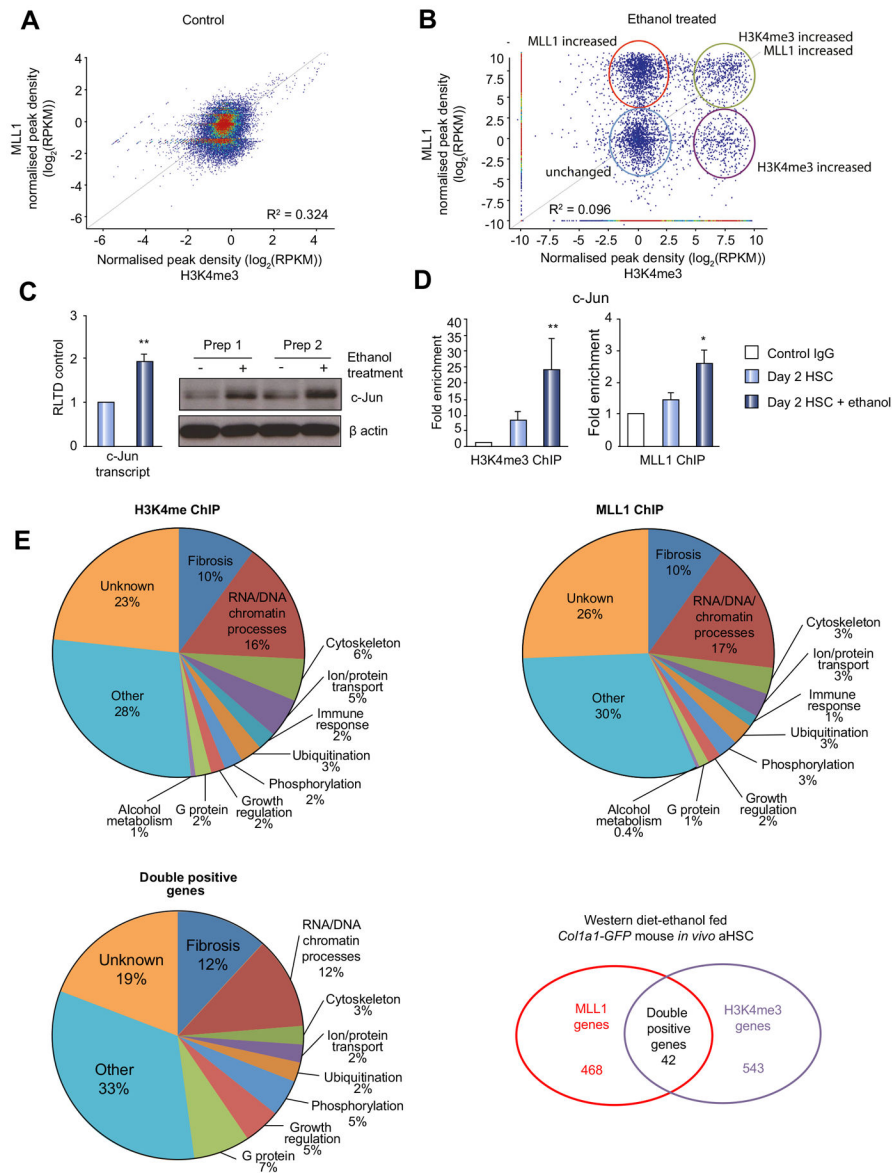 A
Control
MLL1
normalised peak density
(log2(RPKM))
4
2
0
-2
-4
-6
-6
-4
-2
0
2
4
R² = 0.324
Normalised peak density (log2(RPKM))
H3K4me3
B
Ethanol treated
MLL1 increased
H3K4me3 increased
MLL1 increased
MLL1
normalised peak density
(log2(RPKM))
10
7.5
5
2.5
0
-2.5
-5
-7.5
-10
unchanged
H3K4me3 increased
R² = 0.096
-10
-7.5
-5
-2.5
0
2.5
5
7.5
10
Normalised peak density (log2(RPKM))
H3K4me3
C
RLTD control
3
2
1
0
**
c-Jun
transcript
Prep 1
Prep 2
- + - +
Ethanol
treatment
c-Jun
β actin
D
c-Jun
Fold enrichment
40
35
30
25
20
15
10
5
0
**
H3K4me3 ChIP
Fold enrichment
4
3
2
1
0
*
MLL1 ChIP
Control IgG
Day 2 HSC
Day 2 HSC + ethanol
E
H3K4me ChIP
Fibrosis
10%
RNA/DNA
chromatin
processes
16%
Cytoskeleton
6%
Ion/protein
transport
5%
Immune
response
2%
Ubiquitination
3%
Phosphorylation
2%
Growth
regulation
2%
G protein
2%
Alcohol
metabolism
1%
Other
28%
Unknown
23%
MLL1 ChIP
Fibrosis
10%
RNA/DNA/
chromatin
processes
17%
Cytoskeleton
3%
Ion/protein
transport
3%
Immune
response
1%
Ubiquitination
3%
Phosphorylation
3%
Growth
regulation
2%
G protein
1%
Alcohol
metabolism
0.4%
Other
30%
Unkown
26%
Double positive
genes
Fibrosis
12%
RNA/DNA
chromatin
processes
12%
Cytoskeleton
3%
Ion/protein
transport
2%
Ubiquitination
2%
Phosphorylation
5%
Growth
regulation
5%
G protein
7%
Other
33%
Unknown
19%
Western diet-ethanol fed
Col1a1-GFP mouse in vivo aHSC
MLL1
genes
468
Double
positive
genes
42
H3K4me3
genes
543